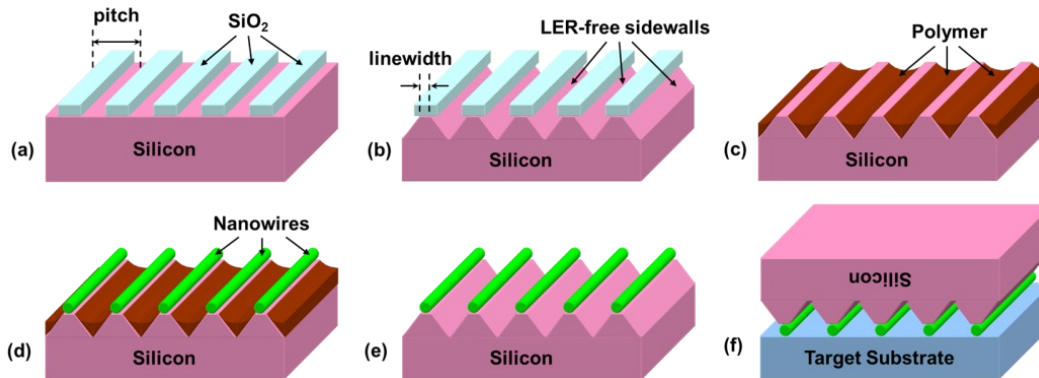 pitch
SiO₂
(a)
Silicon
linewidth
LER-free sidewalls
(b)
Silicon
Polymer
(c)
Silicon
Nanowires
(d)
Silicon
(e)
Silicon
Silicon
(f)
Target Substrate